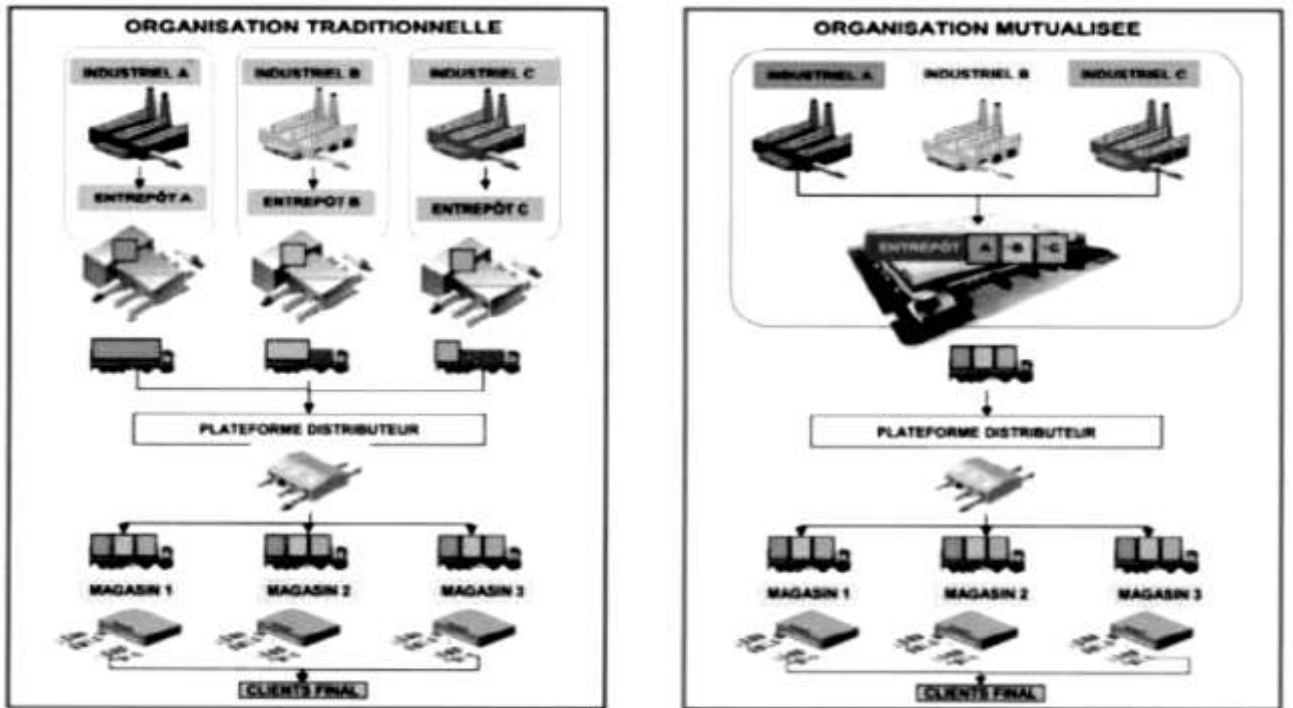 ORGANISATION TRADITIONNELLE
INDUSTRIEL A
INDUSTRIEL B
INDUSTRIEL C
ENTREPÔT A
ENTREPÔT B
ENTREPÔT C
PLATEFORME DISTRIBUTEUR
MAGASIN 1
MAGASIN 2
MAGASIN 3
CLIENTS FINAL
ORGANISATION MUTUALISEE
INDUSTRIEL A
INDUSTRIEL B
INDUSTRIEL C
ENTREPÔT A B C
PLATEFORME DISTRIBUTEUR
MAGASIN 1
MAGASIN 2
MAGASIN 3
CLIENTS FINAL